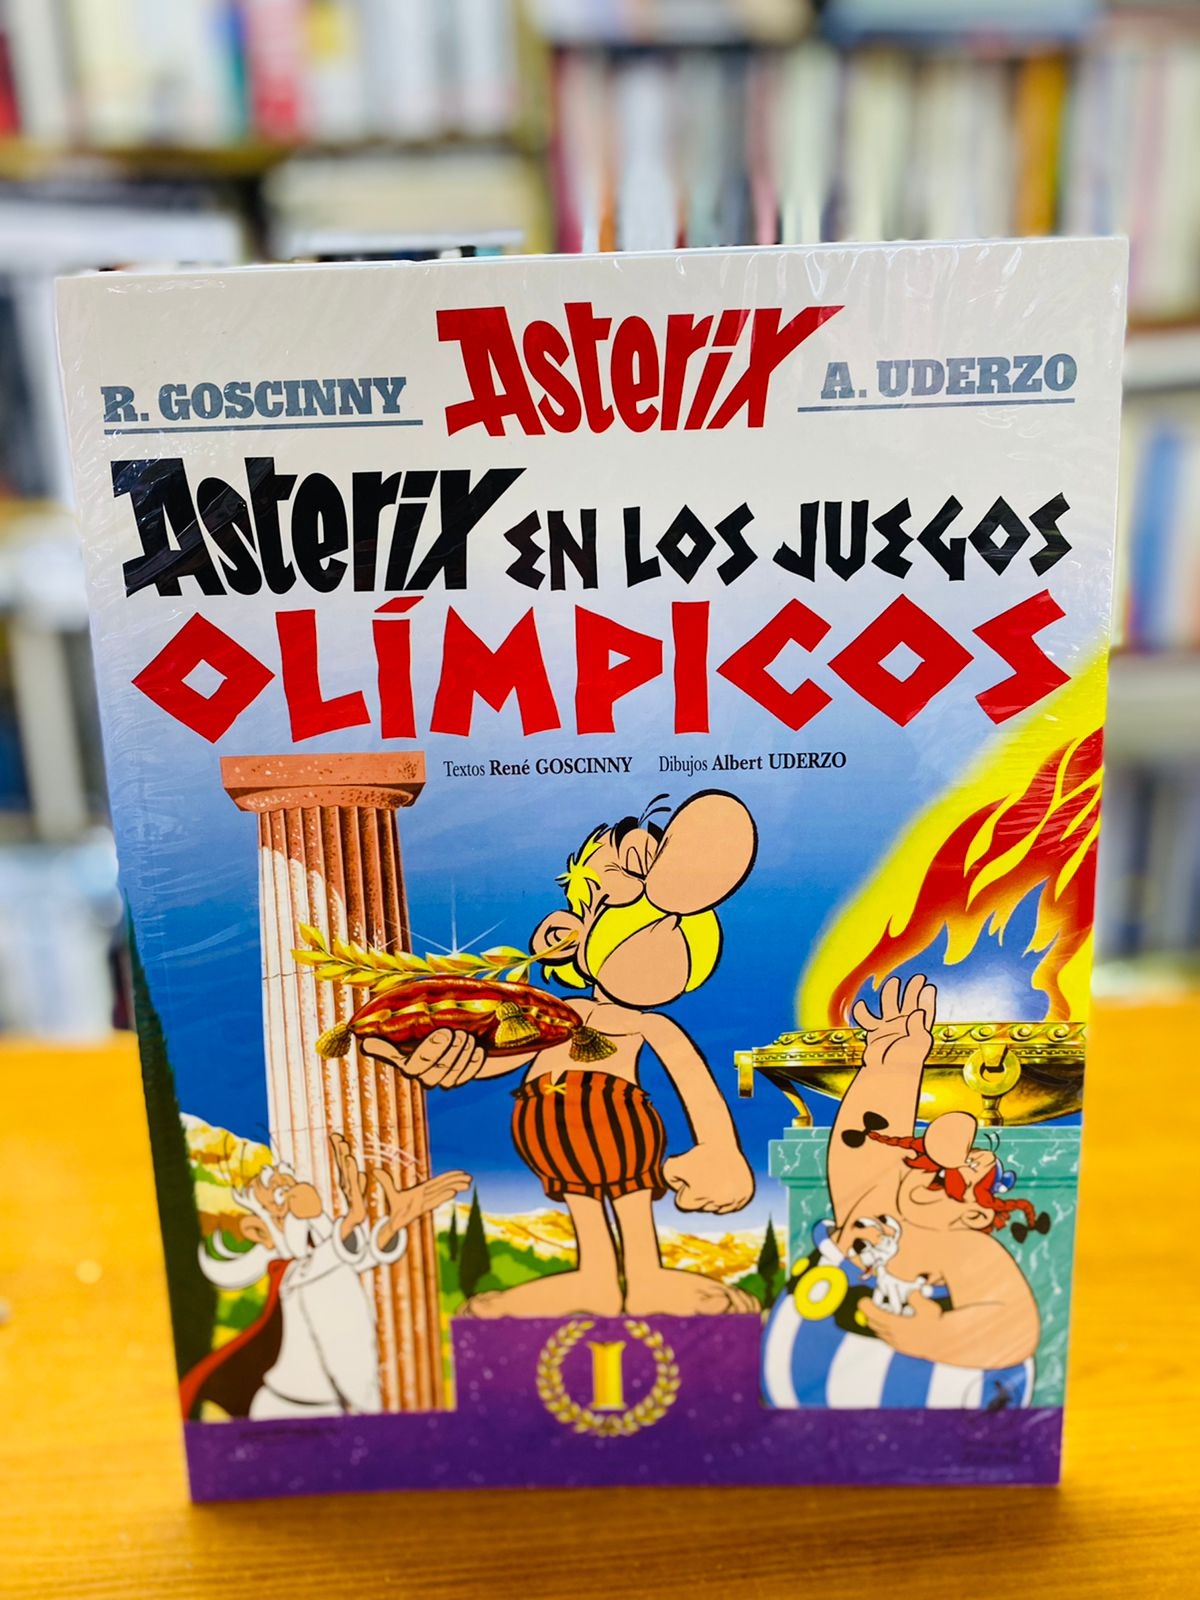 R. GOSCINNY Asterix A. UDERZO
Asterix EN LOS JUEGOS
OLÍMPICOS
Textos René GOSCINNY Dibujos Albert UDERZO
I